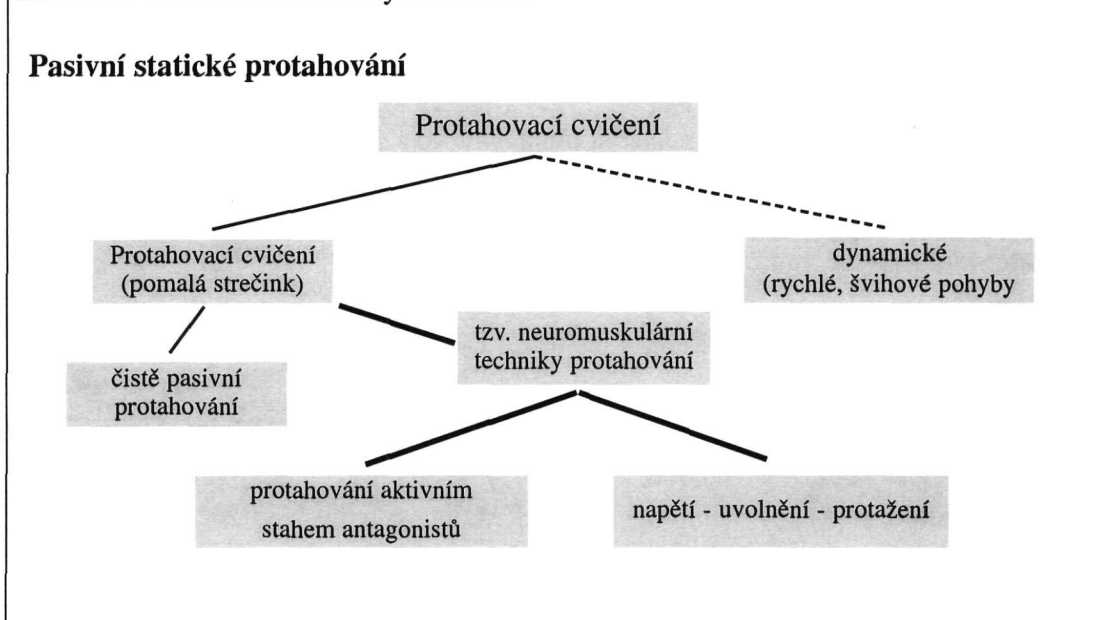 Pasivní statické protahování
Protahovací cvičení
Protahovací cvičení
(pomalá strečink)
dynamické
(rychlé, švihové pohyby
tzv. neuromuskulární
techniky protahování
čistě pasivní
protahování
protahování aktivním
stahem antagonistů
napětí - uvolnění - protažení